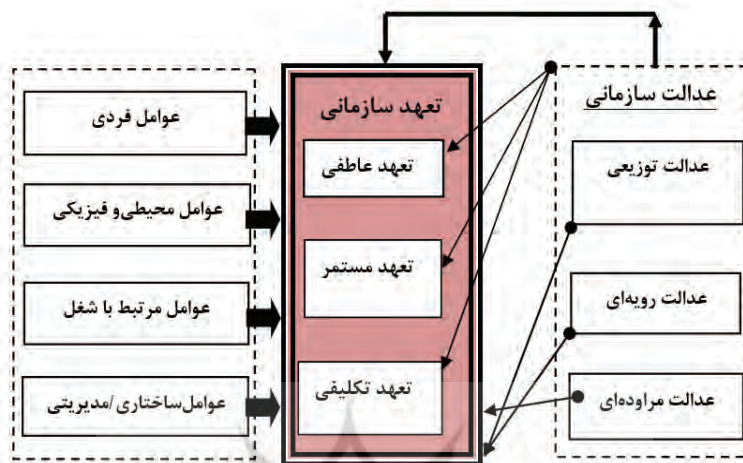 عدالت سازمانی
عدالت توزیعی
عدالت رویه‌ای
عدالت مراوده‌ای
تعهد سازمانی
تعهد عاطفی
تعهد مستمر
تعهد تکلیفی
عوامل فردی
عوامل محیطی‌و فیزیکی
عوامل مرتبط با شغل
عوامل‌ساختاری/مدیریتی